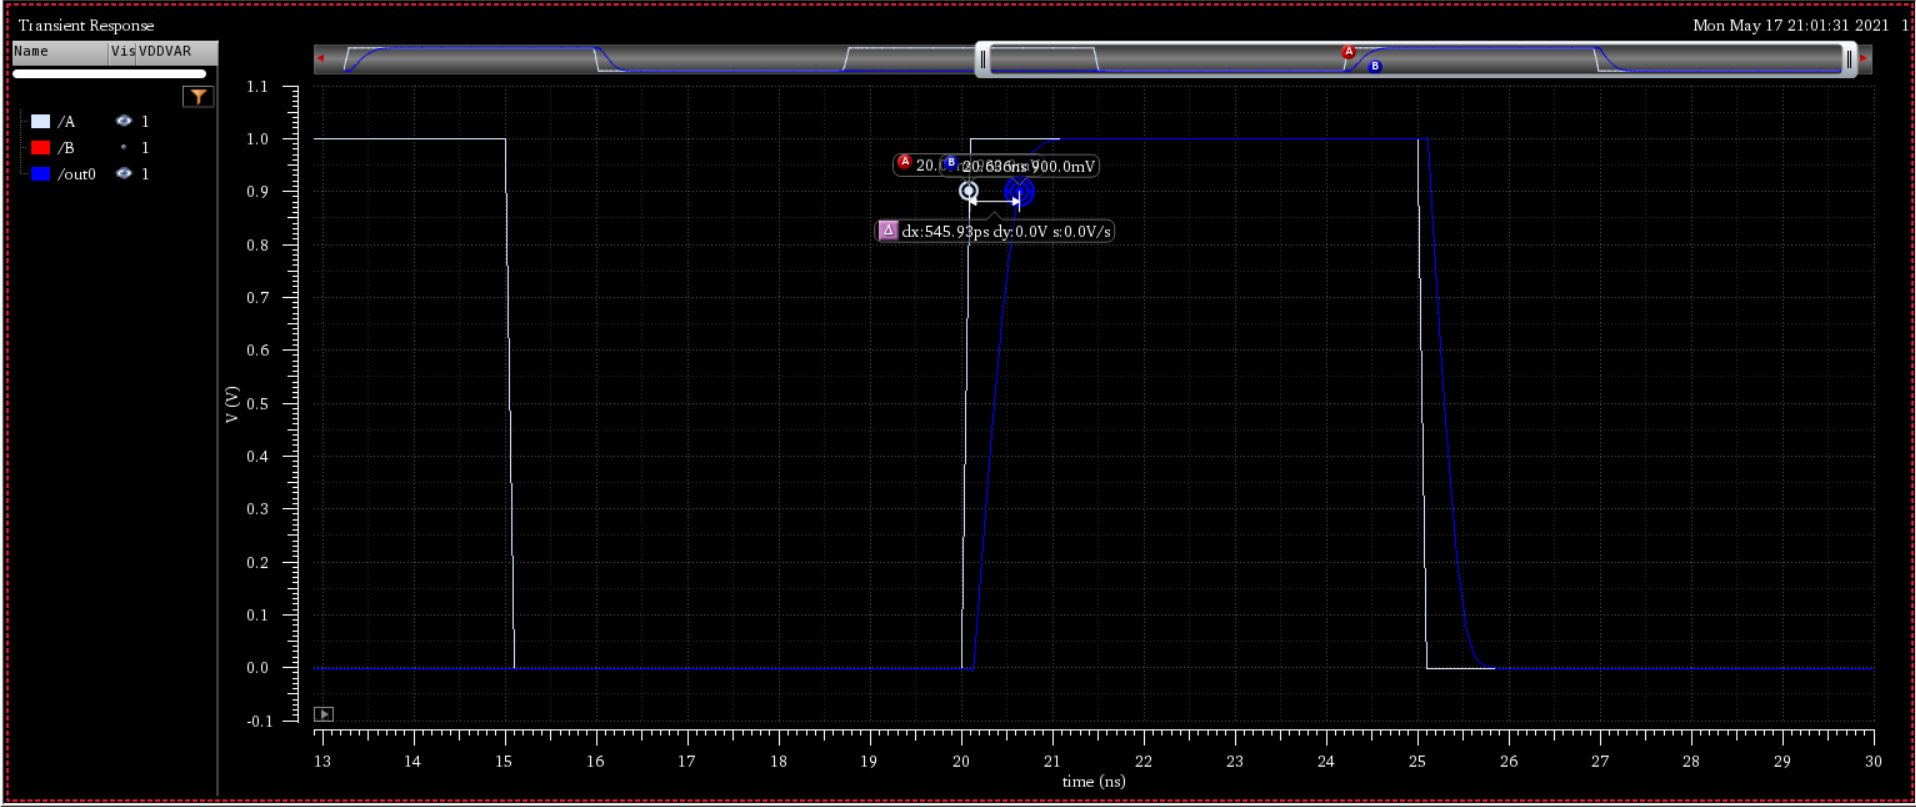 Transient Response
Mon May 17 21:01:31 2021 1
Name Vis VDDVAR
/A 1
/B 1
/out0 1
A
B
1.1
1.0
0.9
0.8
0.7
0.6
0.5
0.4
0.3
0.2
0.1
0.0
-0.1
V (V)
A B 20.636ns 900.0mV
Δ dx:545.93ps dy:0.0V s:0.0V/s
13 14 15 16 17 18 19 20 21 22 23 24 25 26 27 28 29 30
time (ns)